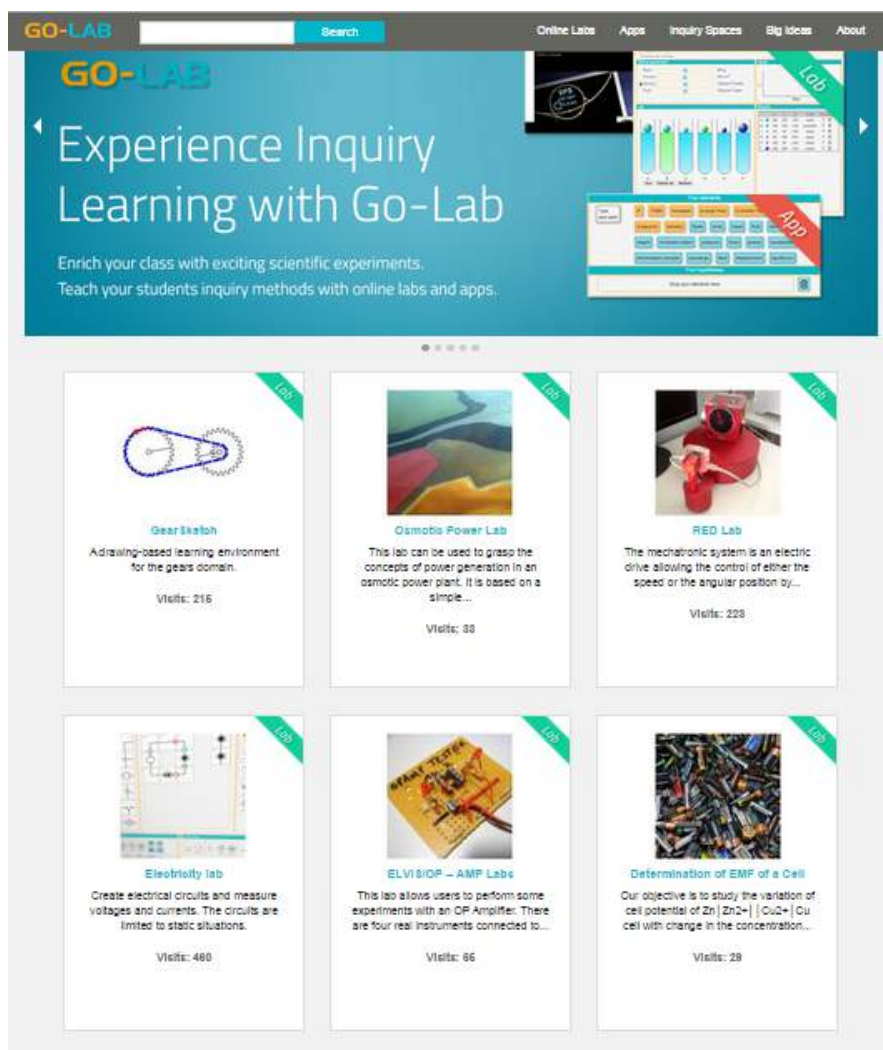 GO-LAB
Search
Online Labs Apps Inquiry Spaces Big Ideas About
GO-LAB
Experience Inquiry
Learning with Go-Lab
Enrich your class with exciting scientific experiments.
Teach your students inquiry methods with online labs and apps.
Lab
App
Lab
GearSketch
A drawing-based learning environment
for the gears domain.
Visits: 215
Lab
Osmotic Power Lab
This lab can be used to grasp the
concepts of power generation in an
osmotic power plant. It is based on a
simple...
Visits: 33
Lab
RED Lab
The mechatronic system is an electric
drive allowing the control of either the
speed or the angular position by...
Visits: 223
Lab
Electricity lab
Create electrical circuits and measure
voltages and currents. The circuits are
limited to static situations.
Visits: 460
Lab
OPAMP TESTER
ELVIS/OP – AMP Labs
This lab allows users to perform some
experiments with an OP Amplifier. There
are four real instruments connected to...
Visits: 65
Lab
Determination of EMF of a Cell
Our objective is to study the variation of
cell potential of Zn|Zn2+||Cu2+|Cu
cell with change in the concentration...
Visits: 29